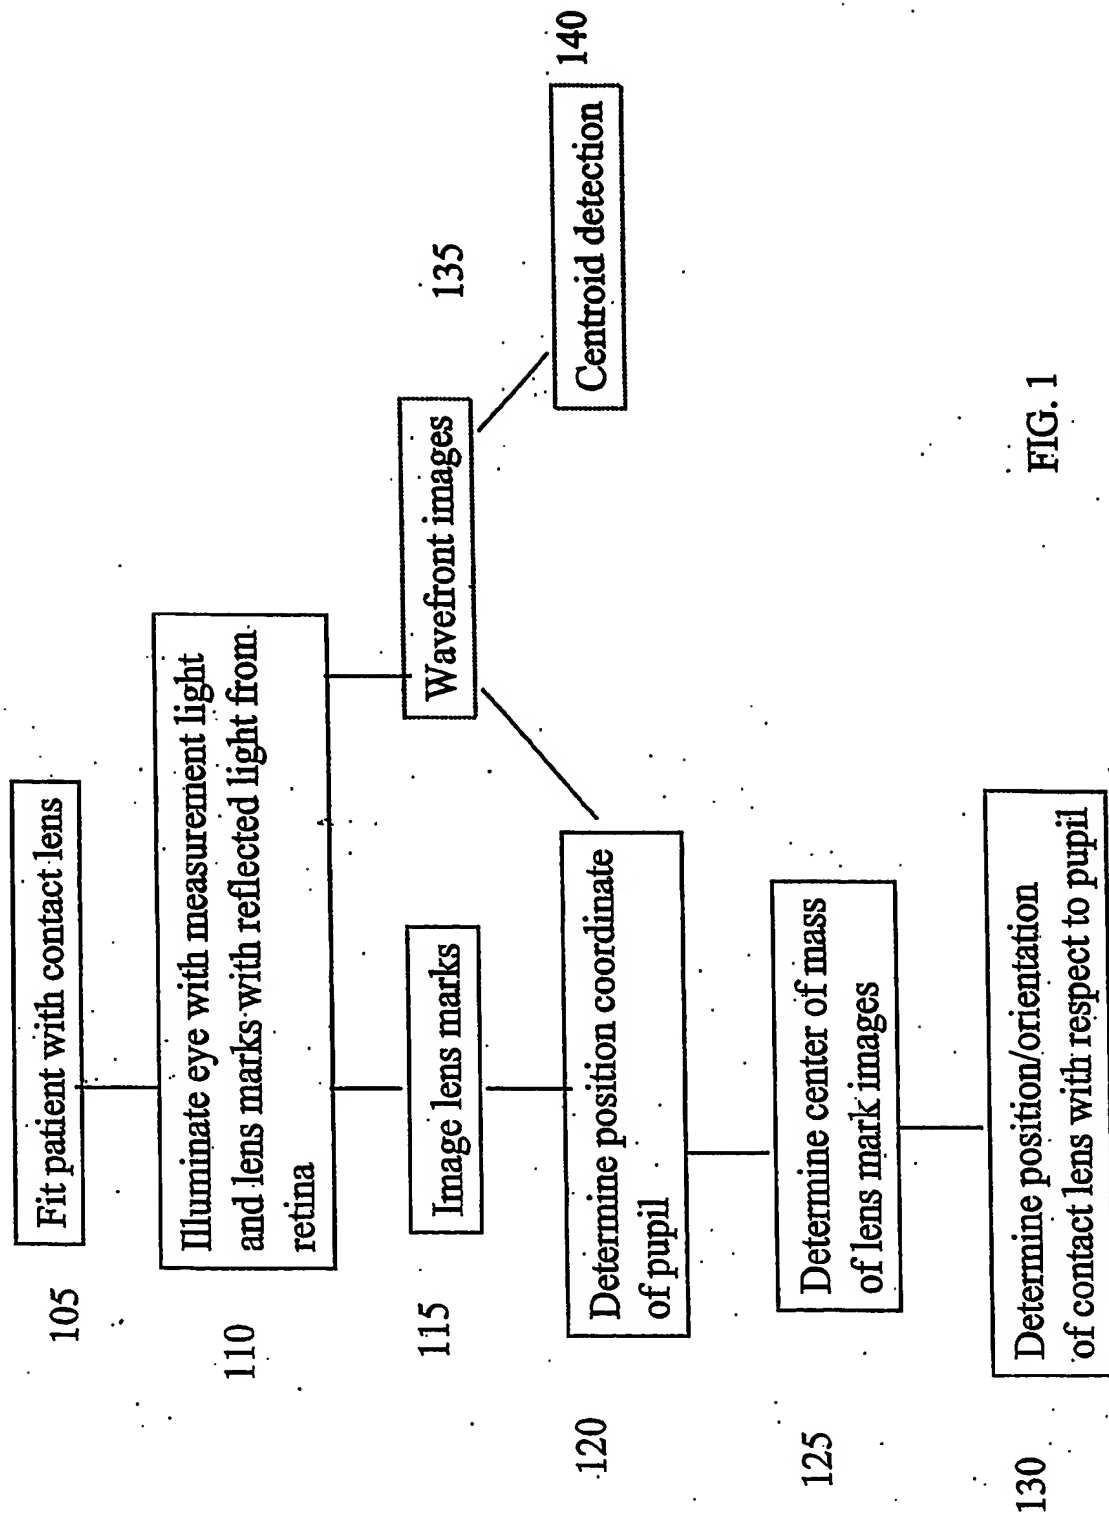 105
Fit patient with contact lens
110
Illuminate eye with measurement light
and lens marks with reflected light from
retina
115
Image lens marks
Wavefront images
135
120
Determine position coordinate
of pupil
Centroid detection
140
125
Determine center of mass
of lens mark images
130
Determine position/orientation
of contact lens with respect to pupil
FIG. 1